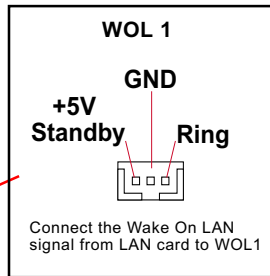 WOL 1
GND
+5V
Standby
Ring
Connect the Wake On LAN
signal from LAN card to WOL1